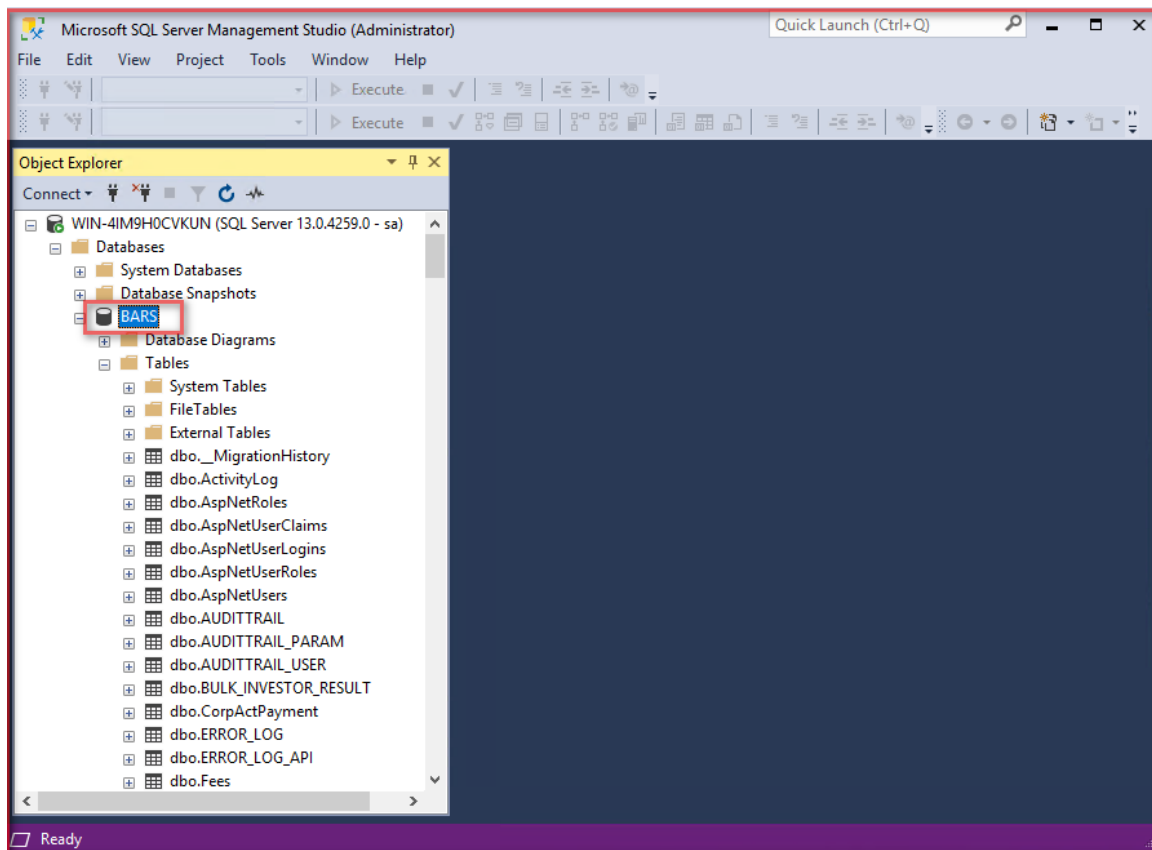 Microsoft SQL Server Management Studio (Administrator)
Quick Launch (Ctrl+Q)
File Edit View Project Tools Window Help
Execute
Execute
Object Explorer
Connect
WIN-4IM9H0CVKUN (SQL Server 13.0.4259.0 - sa)
Databases
System Databases
Database Snapshots
BARS
Database Diagrams
Tables
System Tables
FileTables
External Tables
dbo.__MigrationHistory
dbo.ActivityLog
dbo.AspNetRoles
dbo.AspNetUserClaims
dbo.AspNetUserLogins
dbo.AspNetUserRoles
dbo.AspNetUsers
dbo.AUDITTRAIL
dbo.AUDITTRAIL_PARAM
dbo.AUDITTRAIL_USER
dbo.BULK_INVESTOR_RESULT
dbo.CorpActPayment
dbo.ERROR_LOG
dbo.ERROR_LOG_API
dbo.Fees
Ready